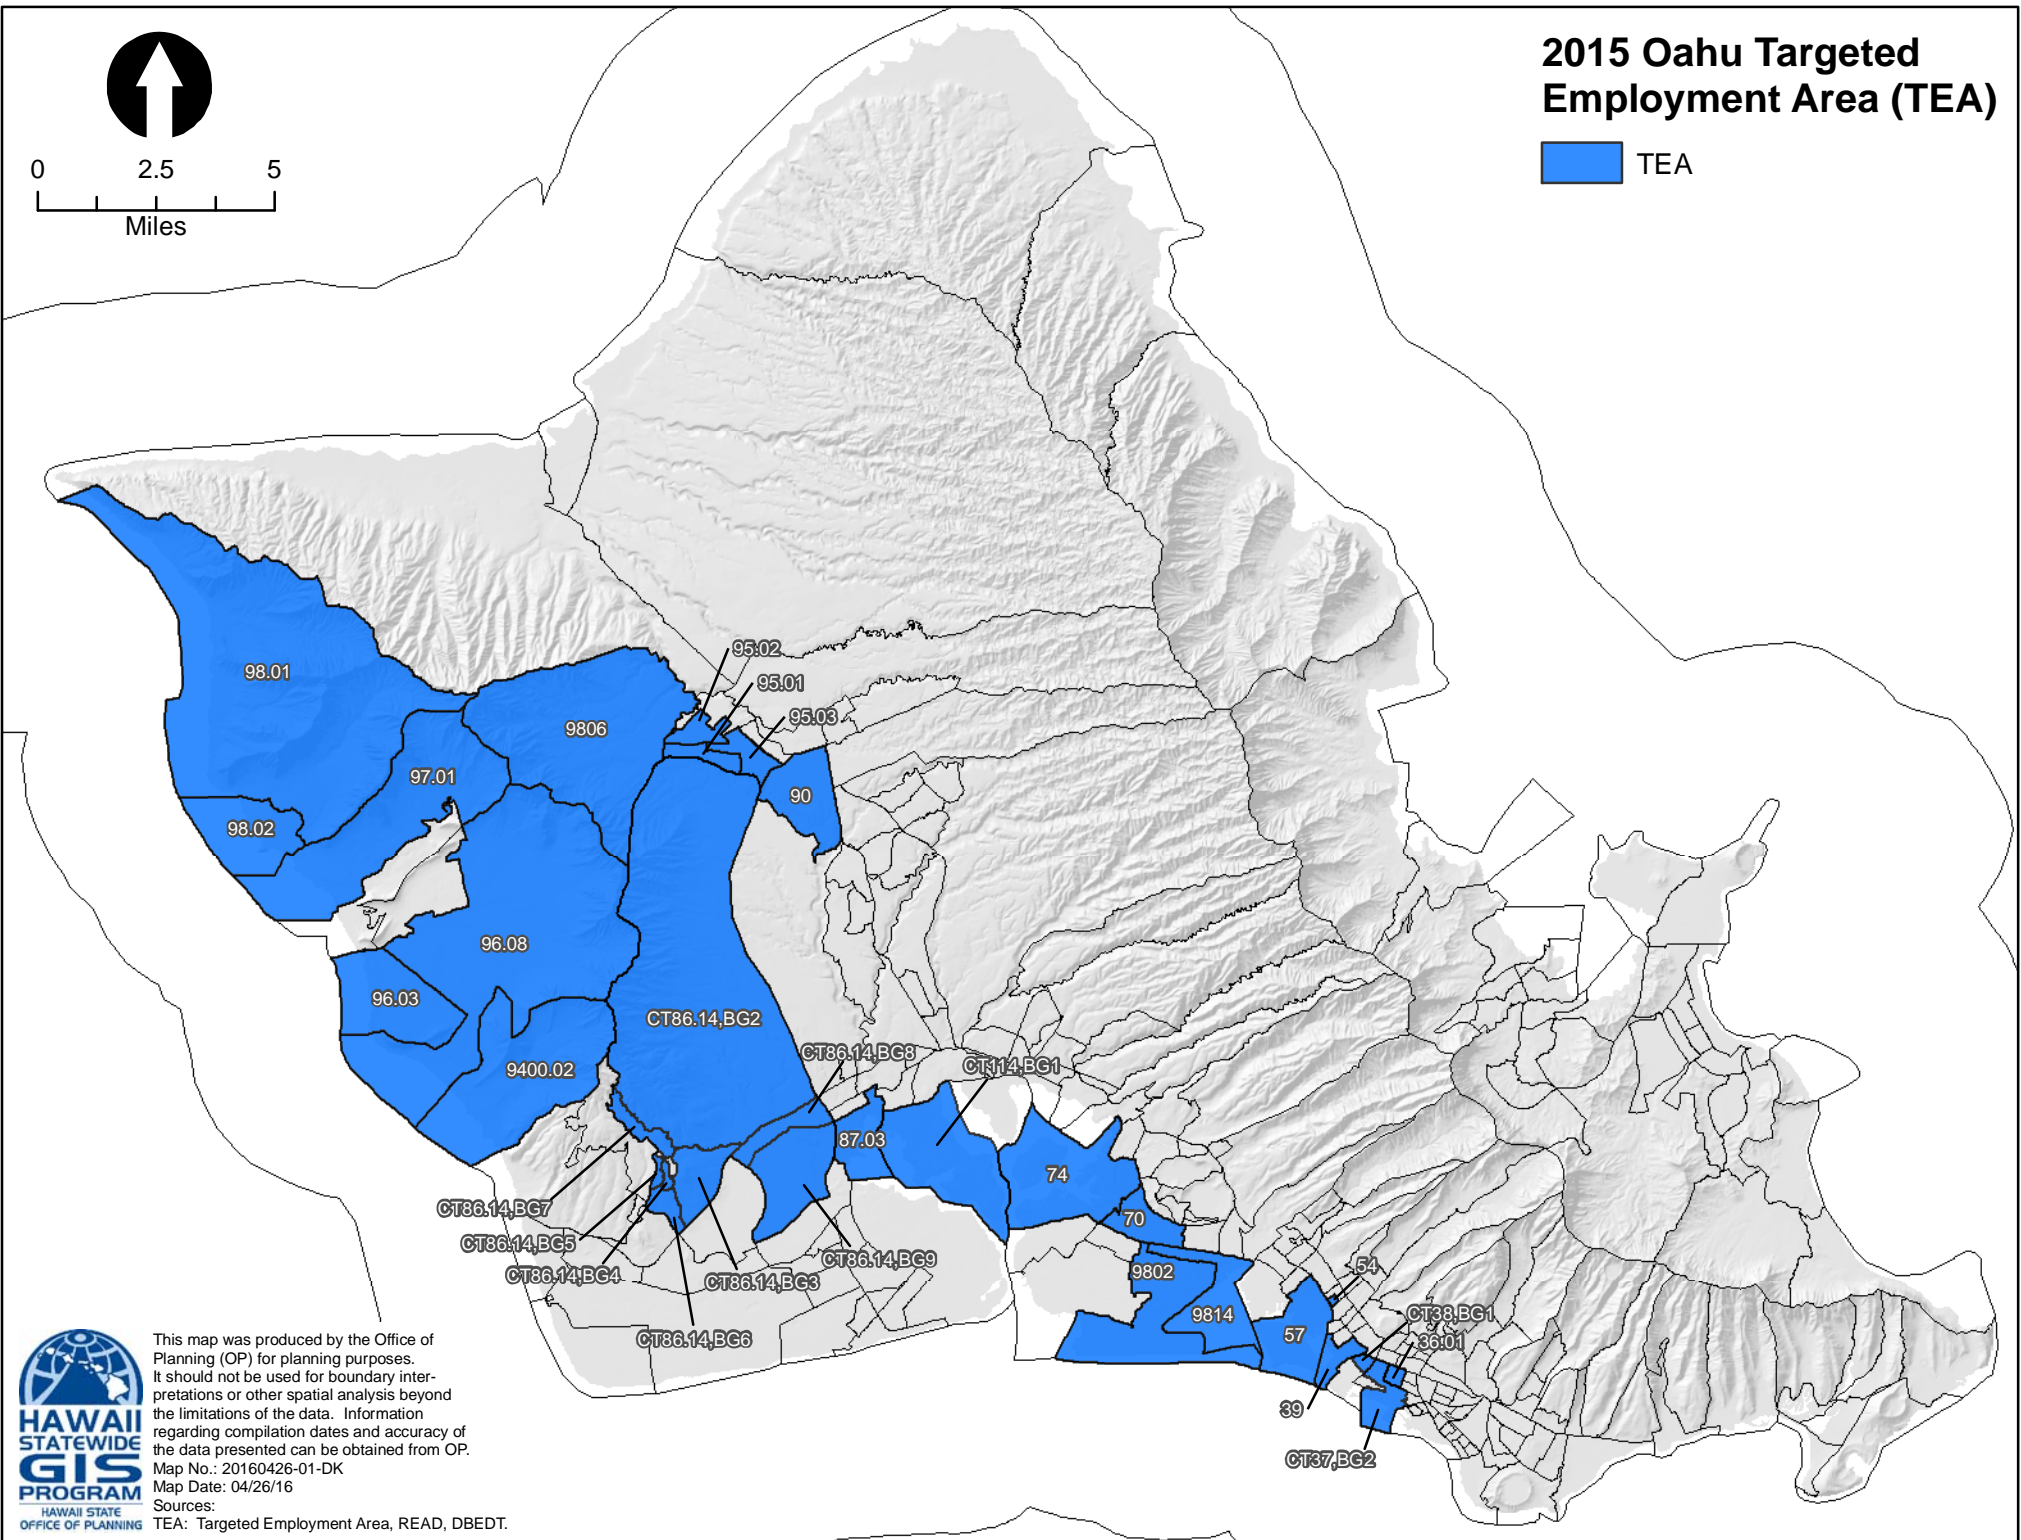 2015 Oahu Targeted
Employment Area (TEA)
TEA
0 2.5 5
Miles
95.02
95.01
95.03
98.01
9806
97.01
90
98.02
96.08
96.03
CT86.14,BG2
CT86.14,BG8
CT114,BG1
9400.02
87.03
74
CT86.14,BG7
70
CT86.14,BG5
CT86.14,BG9
CT86.14,BG4
CT86.14,BG3
9802
54
9814
CT38,BG1
57
36.01
CT86.14,BG6
39
CT37,BG2
HAWAII
STATEWIDE
GIS
PROGRAM
HAWAII STATE
OFFICE OF PLANNING
This map was produced by the Office of
Planning (OP) for planning purposes.
It should not be used for boundary inter-
pretations or other spatial analysis beyond
the limitations of the data. Information
regarding compilation dates and accuracy of
the data presented can be obtained from OP.
Map No.: 20160426-01-DK
Map Date: 04/26/16
Sources:
TEA: Targeted Employment Area, READ, DBEDT.